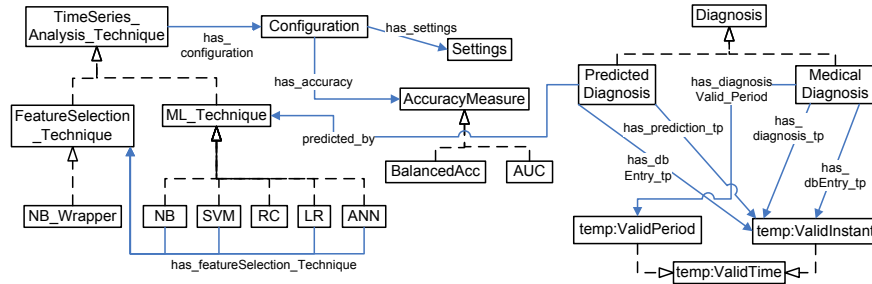 TimeSeries_
Analysis_Technique
has_
configuration
Configuration
has_settings
Settings
has_accuracy
Diagnosis
Predicted
Diagnosis
has_diagnosis
Valid_Period
Medical
Diagnosis
FeatureSelection
_Technique
ML_Technique
predicted_by
AccuracyMeasure
BalancedAcc
AUC
has_prediction_tp
has_
diagnosis_tp
has_db
Entry_tp
has_
dbEntry_tp
NB_Wrapper
NB
SVM
RC
LR
ANN
has_featureSelection_Technique
temp:ValidPeriod
temp:ValidInstant
temp:ValidTime